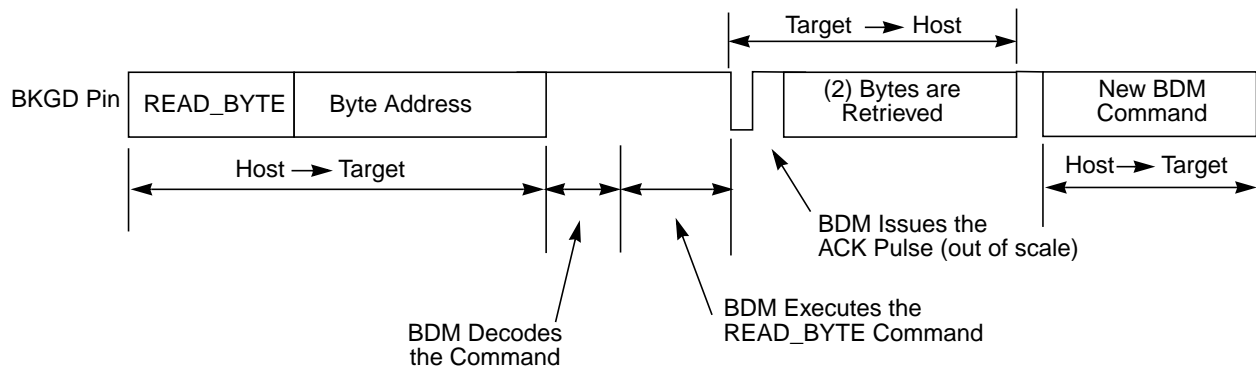 Target → Host
BKGD Pin
READ_BYTE
Byte Address
(2) Bytes are
Retrieved
New BDM
Command
Host → Target
Host → Target
BDM Issues the
ACK Pulse (out of scale)
BDM Decodes
the Command
BDM Executes the
READ_BYTE Command